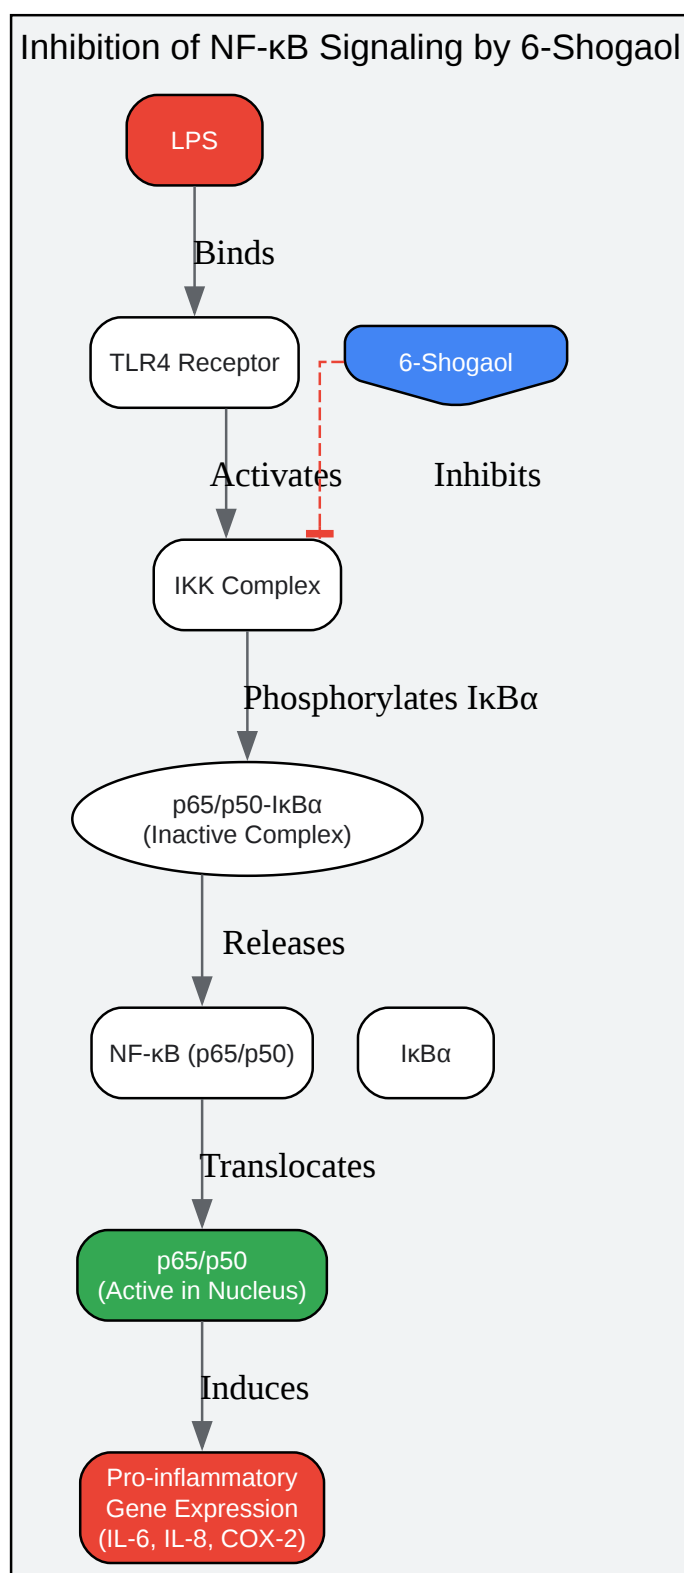 Inhibition of NF-κB Signaling by 6-Shogaol
LPS
Binds
TLR4 Receptor
6-Shogaol
Activates
Inhibits
IKK Complex
Phosphorylates IκBα
p65/p50-IκBα
(Inactive Complex)
Releases
NF-κB (p65/p50)
IκBα
Translocates
p65/p50
(Active in Nucleus)
Induces
Pro-inflammatory
Gene Expression
(IL-6, IL-8, COX-2)